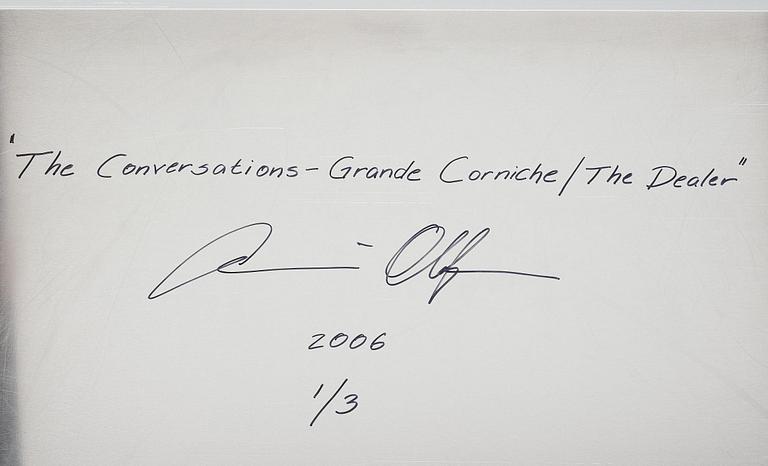 "The Conversations - Grande Corniche / The Dealer"
2006
1/3